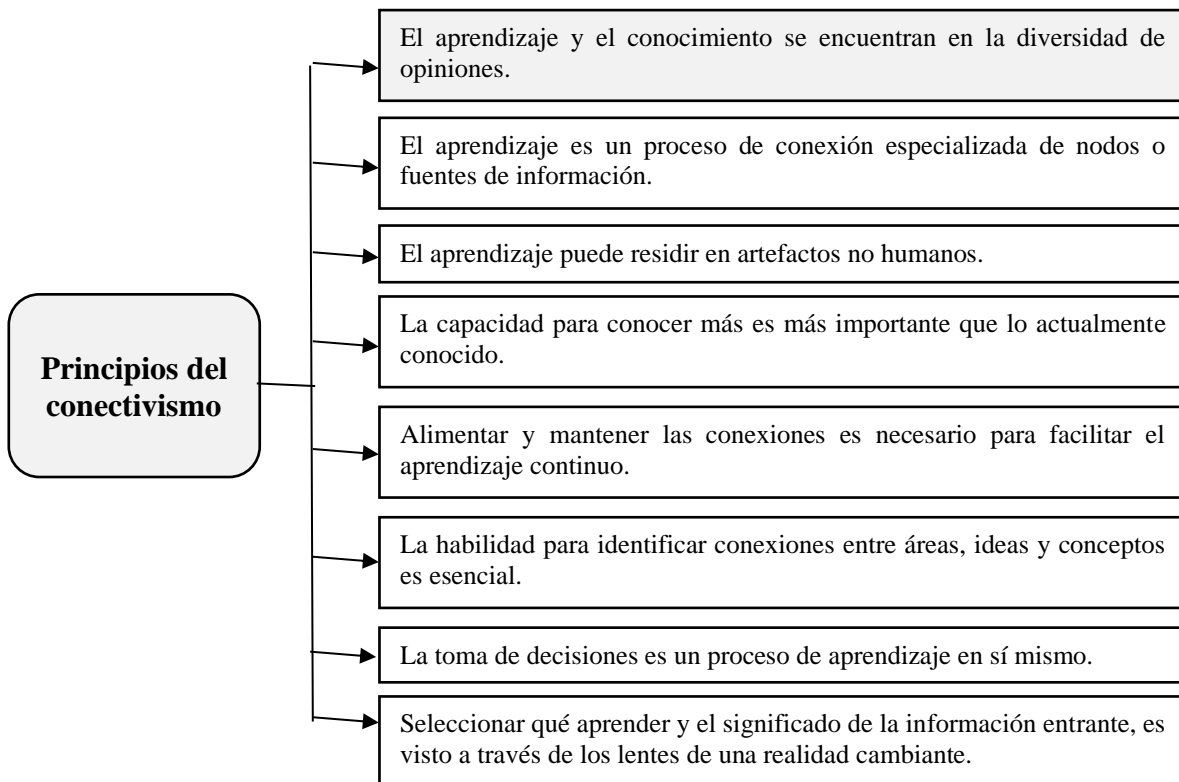 El aprendizaje y el conocimiento se encuentran en la diversidad de
opiniones.
El aprendizaje es un proceso de conexión especializada de nodos o
fuentes de información.
El aprendizaje puede residir en artefactos no humanos.
La capacidad para conocer más es más importante que lo actualmente
conocido.
Principios del
conectivismo
Alimentar y mantener las conexiones es necesario para facilitar el
aprendizaje continuo.
La habilidad para identificar conexiones entre áreas, ideas y conceptos
es esencial.
La toma de decisiones es un proceso de aprendizaje en sí mismo.
Seleccionar qué aprender y el significado de la información entrante, es
visto a través de los lentes de una realidad cambiante.